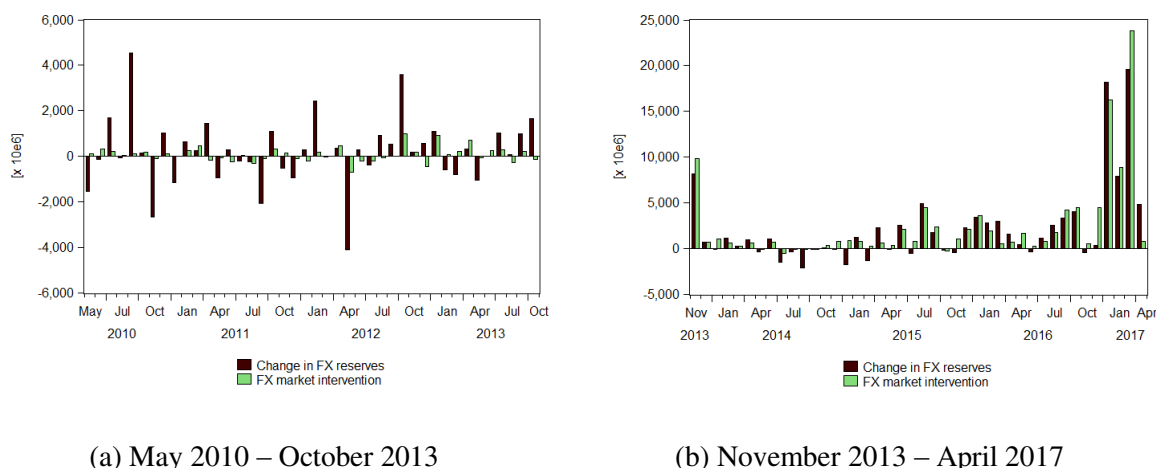 6,000
4,000
2,000
0
-2,000
-4,000
-6,000
[x 10e6]
May Jul Oct Jan Apr Jul Oct Jan Apr Jul Oct Jan Apr Jul Oct
2010 2011 2012 2013
Change in FX reserves
FX market intervention
(a) May 2010 – October 2013
25,000
20,000
15,000
10,000
5,000
0
-5,000
[x 10e6]
Nov Jan Apr Jul Oct Jan Apr Jul Oct Jan Apr Jul Oct Jan Apr
2013 2014 2015 2016 2017
Change in FX reserves
FX market intervention
(b) November 2013 – April 2017